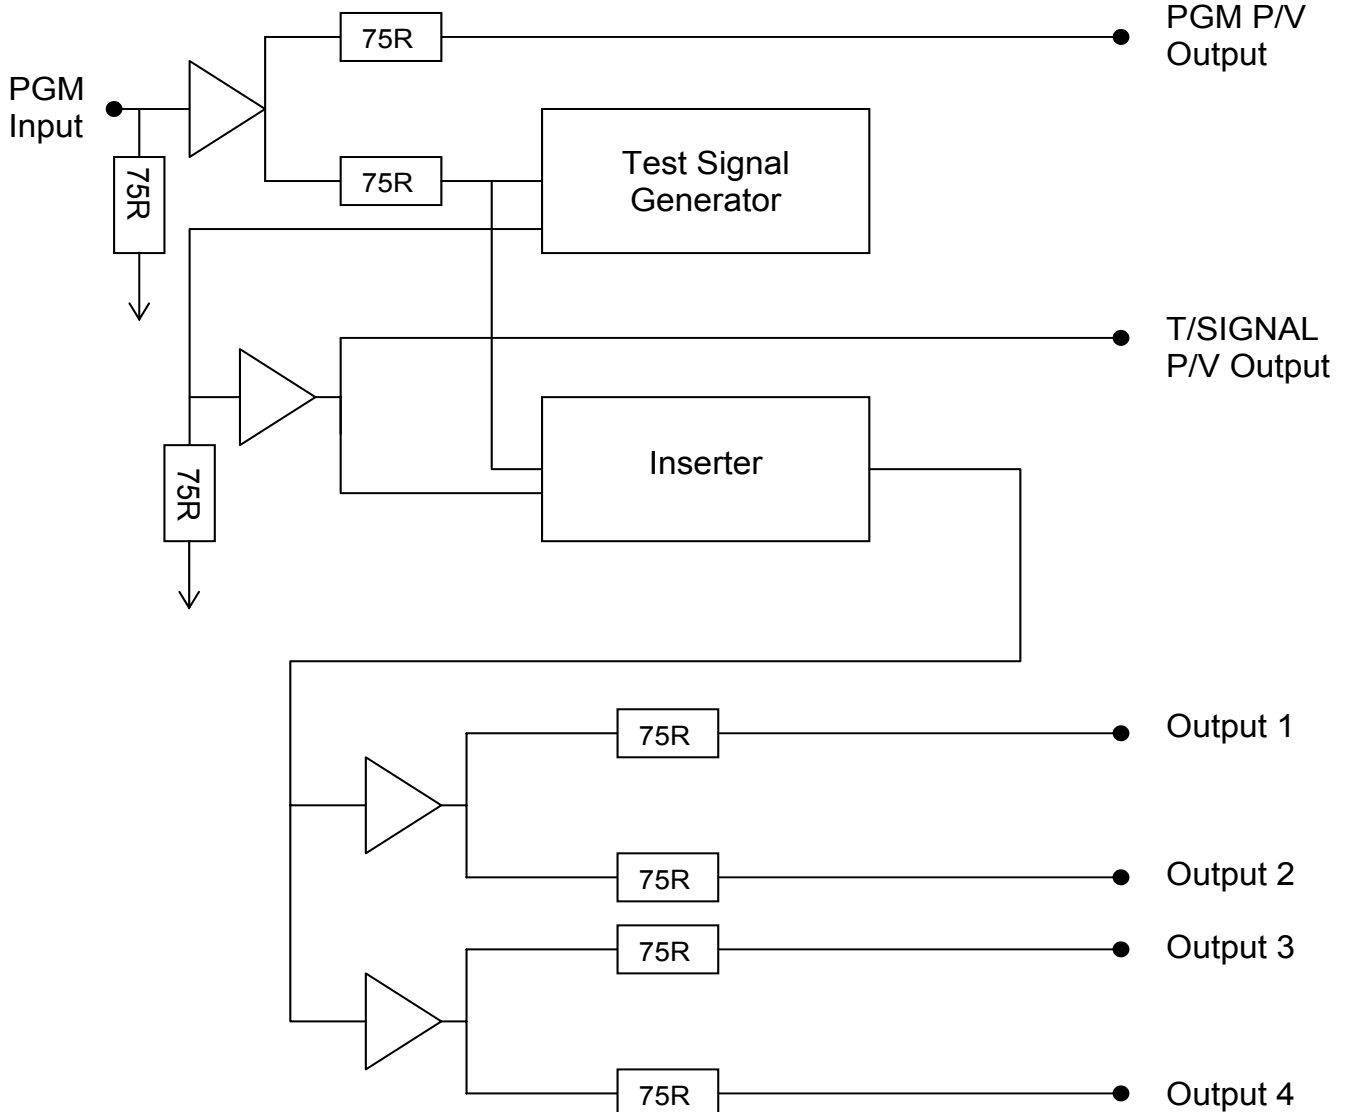 PGM P/V
Output
75R
PGM
Input
75R
75R
Test Signal
Generator
T/SIGNAL
P/V Output
75R
Inserter
75R
Output 1
75R
Output 2
75R
Output 3
75R
Output 4